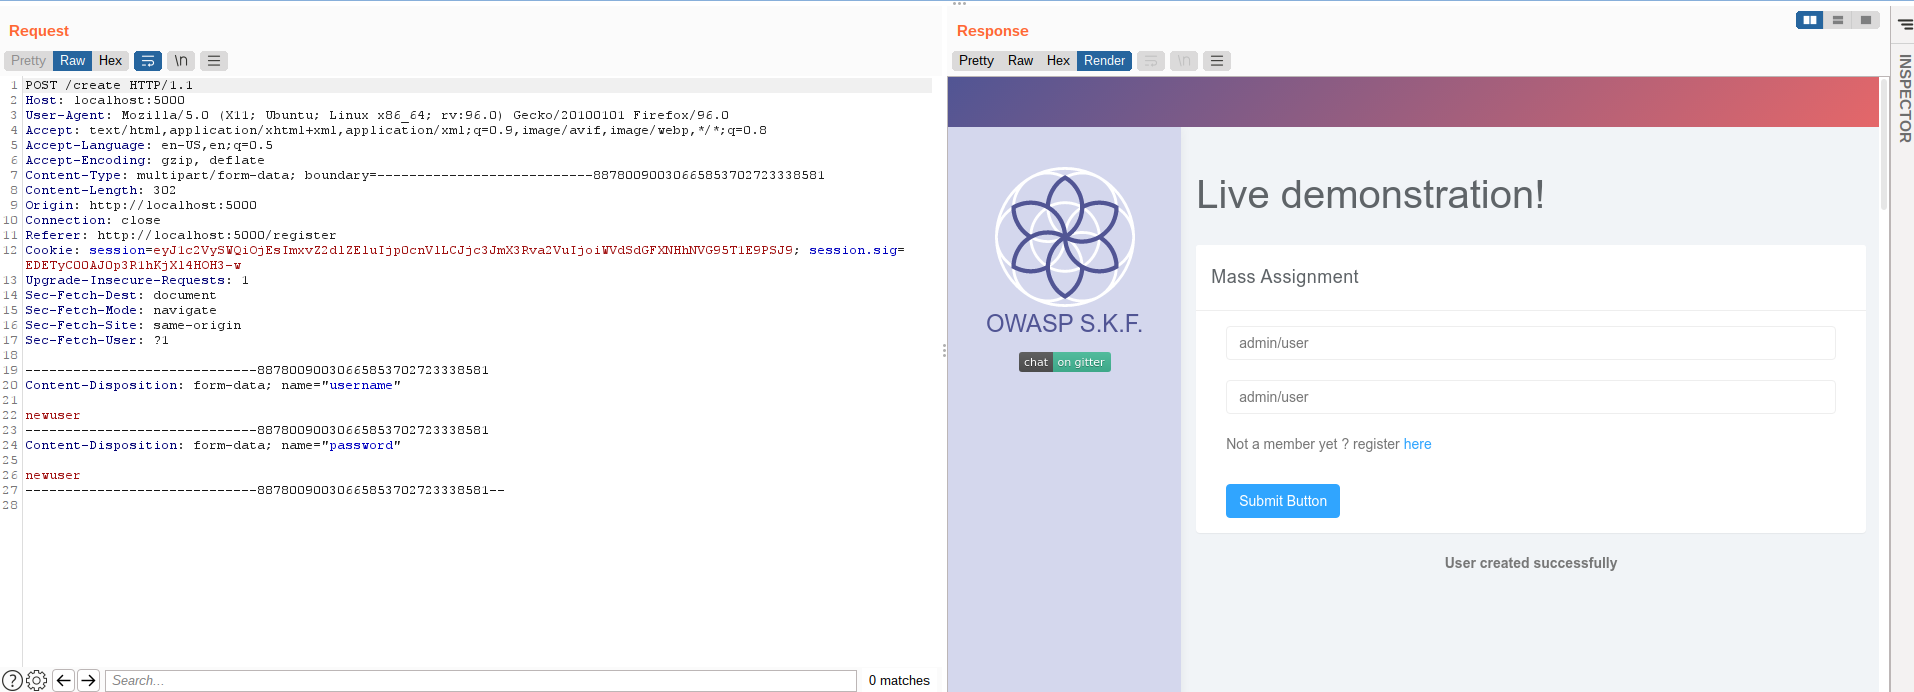 Request
Pretty Raw Hex \n
1 POST /create HTTP/1.1
2 Host: localhost:5000
3 User-Agent: Mozilla/5.0 (X11; Ubuntu; Linux x86_64; rv:96.0) Gecko/20100101 Firefox/96.0
4 Accept: text/html,application/xhtml+xml,application/xml;q=0.9,image/avif,image/webp,*/*;q=0.8
5 Accept-Language: en-US,en;q=0.5
6 Accept-Encoding: gzip, deflate
7 Content-Type: multipart/form-data; boundary=---------------------------88780090030665853702723338581
8 Content-Length: 302
9 Origin: http://localhost:5000
10 Connection: close
11 Referer: http://localhost:5000/register
12 Cookie: session=eyJ1c2VySWQiOjEsImxvZ2dlZEluIjp0cnVlLCJjc3JmX3Rva2VuIjoiWVdSdGFXNHhNVG95T1E9PSJ9; session.sig=
EDETyC00AJ0p3R1hKjX14HOH3-w
13 Upgrade-Insecure-Requests: 1
14 Sec-Fetch-Dest: document
15 Sec-Fetch-Mode: navigate
16 Sec-Fetch-Site: same-origin
17 Sec-Fetch-User: ?1
18
19 -----------------------------88780090030665853702723338581
20 Content-Disposition: form-data; name="username"
21
22 newuser
23 -----------------------------88780090030665853702723338581
24 Content-Disposition: form-data; name="password"
25
26 newuser
27 -----------------------------88780090030665853702723338581--
28
Search...
0 matches
Response
Pretty Raw Hex Render \n
OWASP S.K.F.
chat on gitter
Live demonstration!
Mass Assignment
admin/user
admin/user
Not a member yet ? register here
Submit Button
User created successfully
INSPECTOR